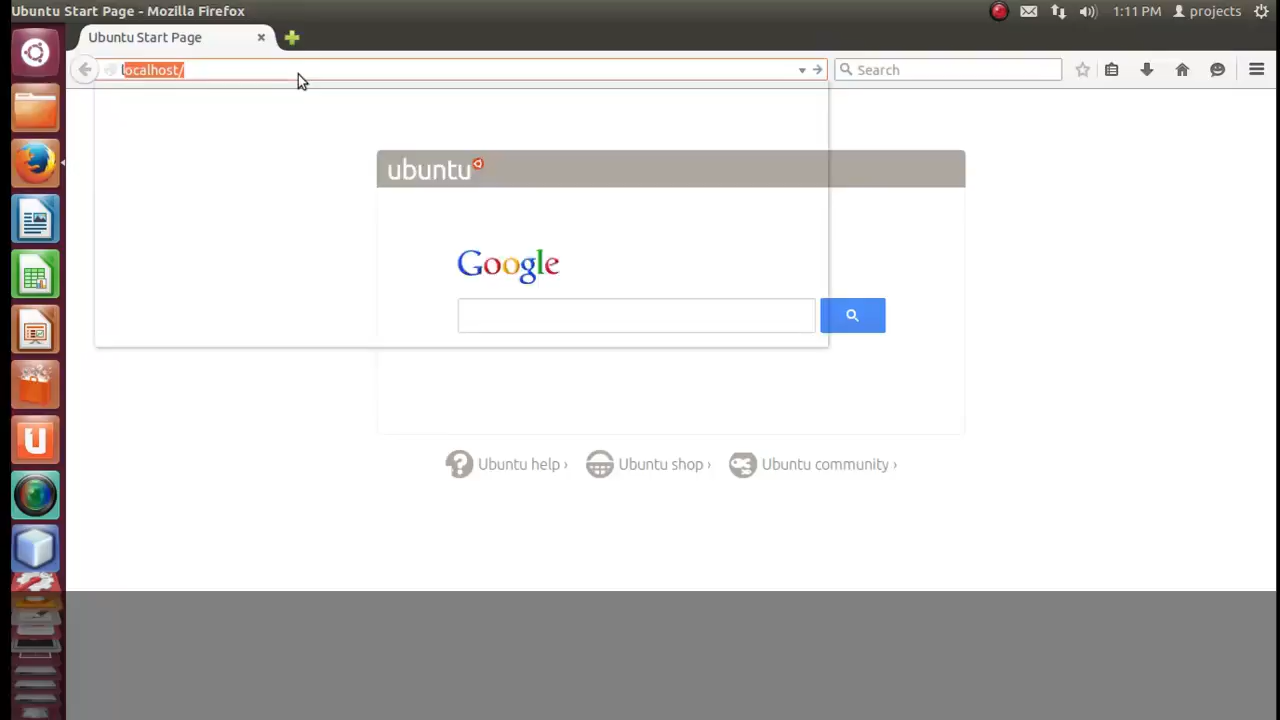 Ubuntu Start Page - Mozilla Firefox
1:11 PM projects
Ubuntu Start Page
localhost/
Search
ubuntu
Google
Ubuntu help ›
Ubuntu shop ›
Ubuntu community ›